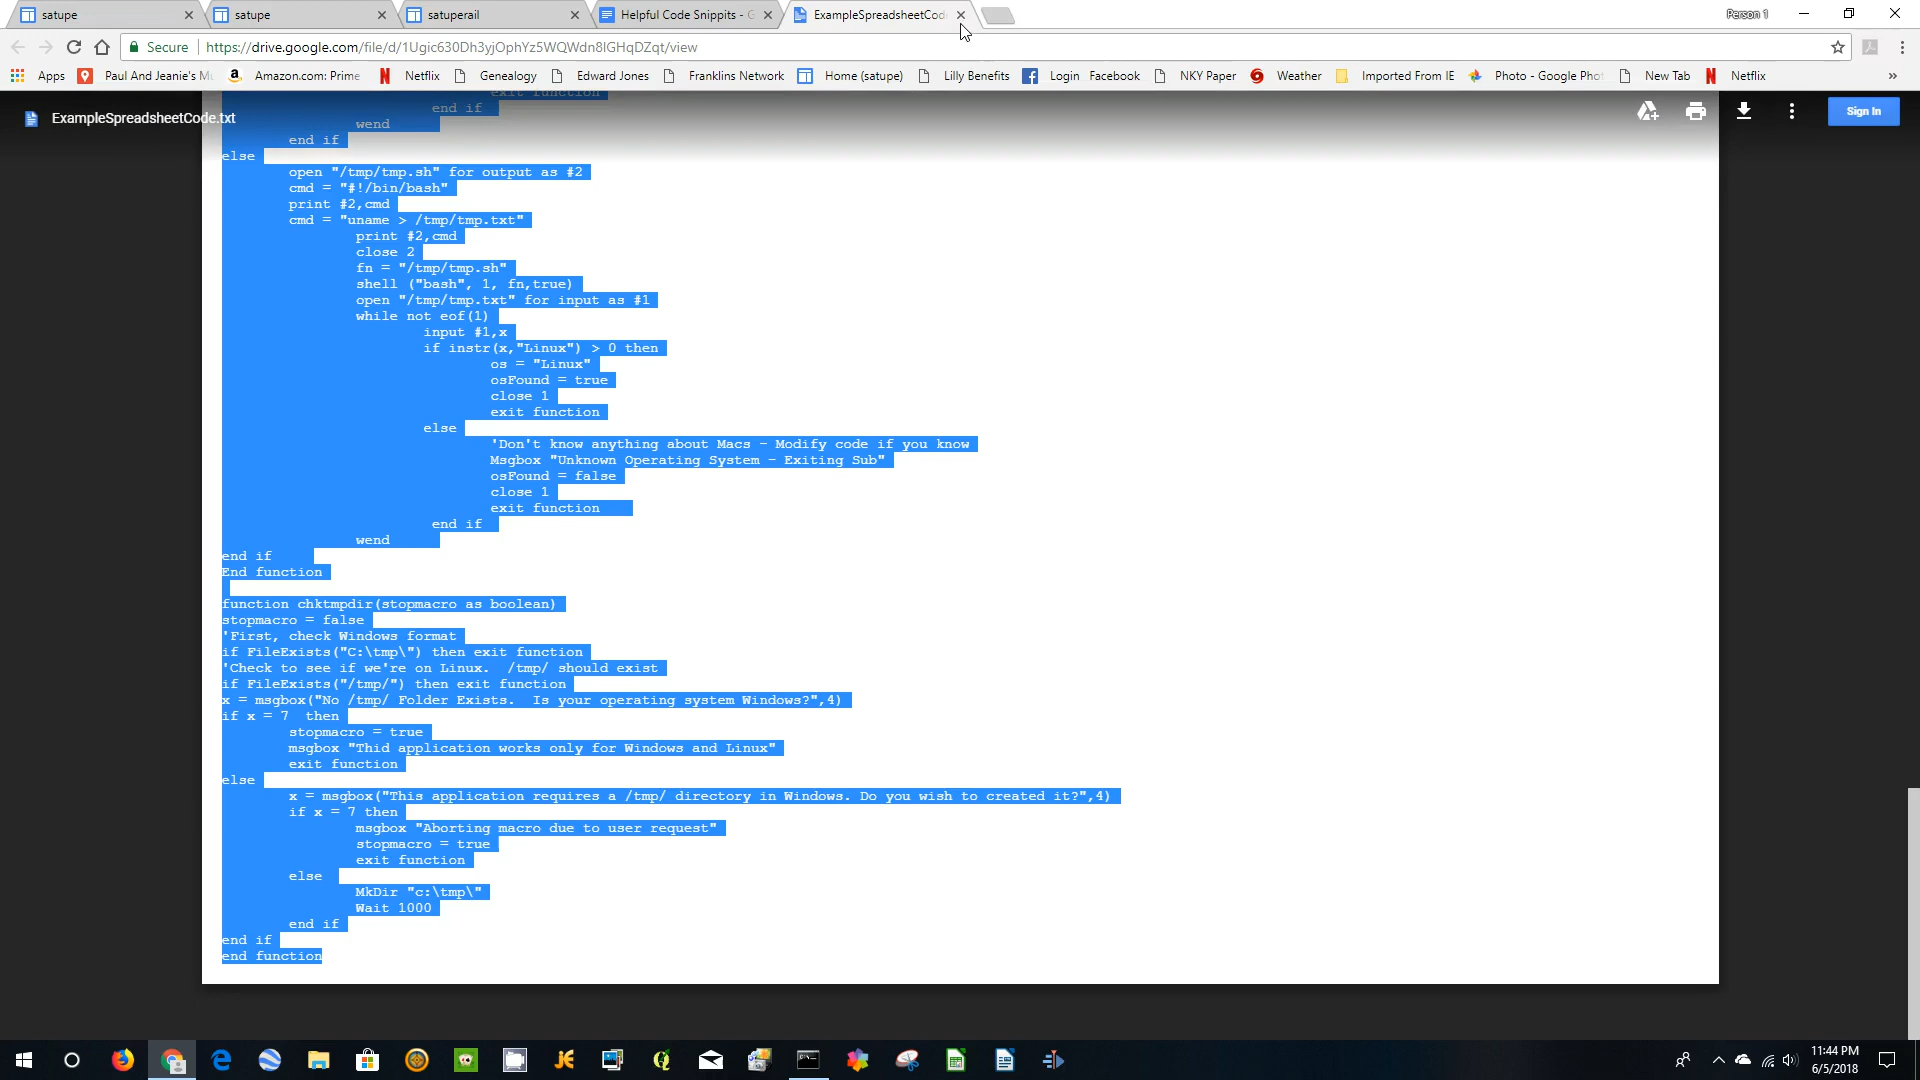 satupe
satupe
satuperail
Helpful Code Snippits - G
ExampleSpreadsheetCod
Person 1
Secure
https://drive.google.com/file/d/1Ugic630Dh3yjOphYz5WQWdn8lGHqDZqt/view
Apps
Paul And Jeanie's Mu
Amazon.com: Prime
Netflix
Genealogy
Edward Jones
Franklins Network
Home (satupe)
Lilly Benefits
Login
Facebook
NKY Paper
Weather
Imported From IE
Photo - Google Pho
New Tab
Netflix
»
exit function
end if
ExampleSpreadsheetCode.txt
Sign In
wend
end if
else
open "/tmp/tmp.sh" for output as #2
cmd = "#!/bin/bash"
print #2,cmd
cmd = "uname > /tmp/tmp.txt"
print #2,cmd
close 2
fn = "/tmp/tmp.sh"
shell ("bash", 1, fn,true)
open "/tmp/tmp.txt" for input as #1
while not eof(1)
input #1,x
if instr(x,"Linux") > 0 then
os = "Linux"
osFound = true
close 1
exit function
else
'Don't know anything about Macs - Modify code if you know
Msgbox "Unknown Operating System - Exiting Sub"
osFound = false
close 1
exit function
end if
wend
end if
End function
function chktmpdir(stopmacro as boolean)
stopmacro = false
'First, check Windows format
if FileExists("C:\tmp\") then exit function
'Check to see if we're on Linux.  /tmp/ should exist
if FileExists("/tmp/") then exit function
x = msgbox("No /tmp/ Folder Exists.  Is your operating system Windows?",4)
if x = 7  then
stopmacro = true
msgbox "Thid application works only for Windows and Linux"
exit function
else
x = msgbox("This application requires a /tmp/ directory in Windows. Do you wish to created it?",4)
if x = 7 then
msgbox "Aborting macro due to user request"
stopmacro = true
exit function
else
MkDir "c:\tmp\"
Wait 1000
end if
end if
end function
11:44 PM
6/5/2018